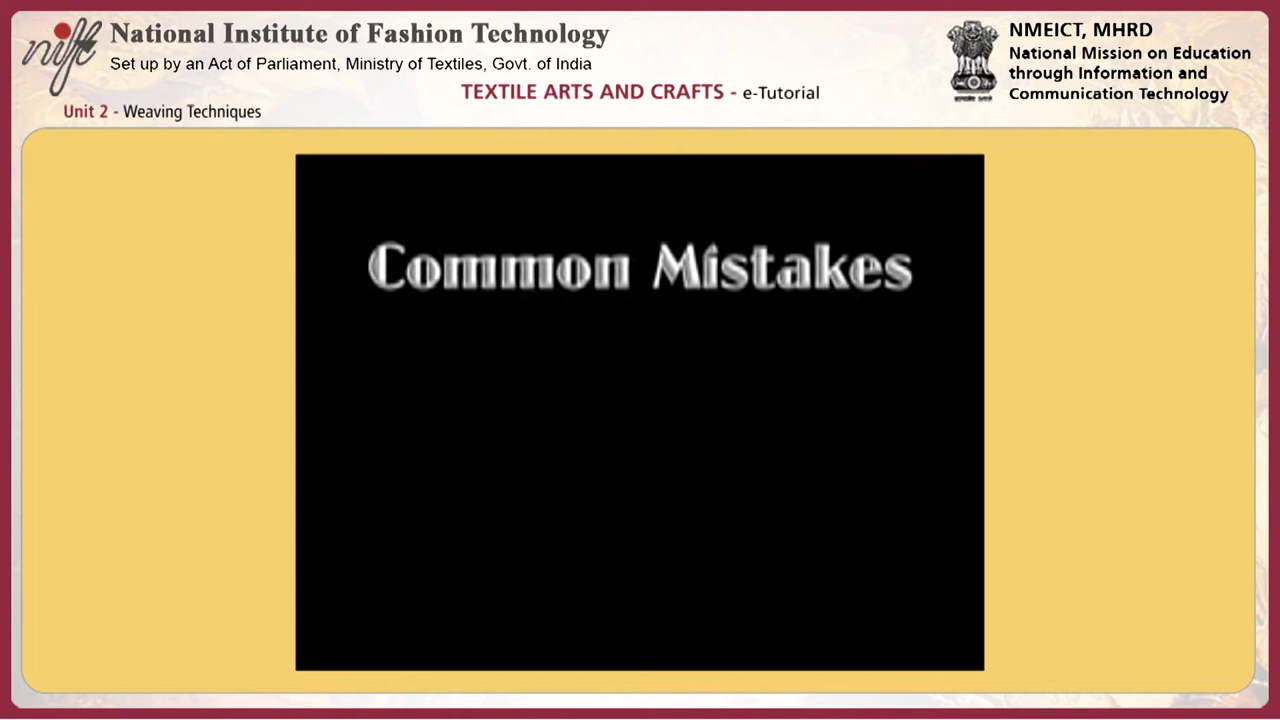 nift
National Institute of Fashion Technology
Set up by an Act of Parliament, Ministry of Textiles, Govt. of India
TEXTILE ARTS AND CRAFTS - e-Tutorial
Unit 2 - Weaving Techniques
NMEICT, MHRD
National Mission on Education
through Information and
Communication Technology
Common Mistakes